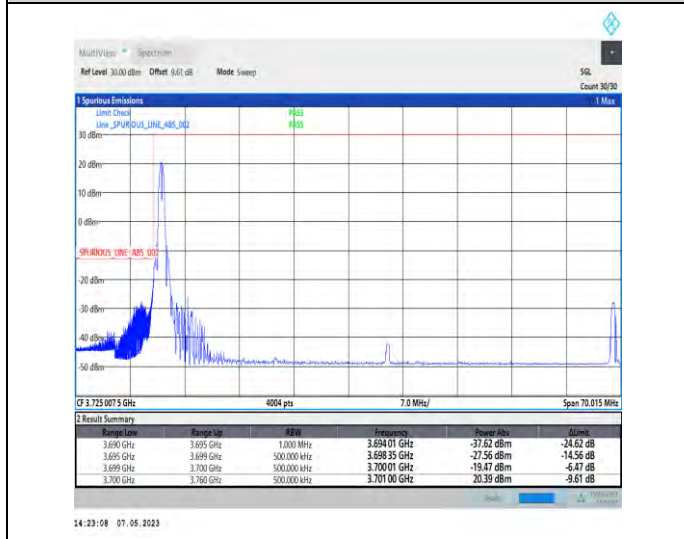 MultiView Spectrum
Ref Level 30.00 dBm Offset 9.61 dB Mode Sweep SGL
Count 30/30
1 Spurious Emissions 1 Max
Limit Check PASS
Line _SPURIOUS_LINE_ABS_002 PASS
30 dBm
20 dBm
10 dBm
0 dBm
_SPURIOUS_LINE_ABS_002
-20 dBm
-30 dBm
-40 dBm
-50 dBm
CF 3.725 007 5 GHz 4004 pts 7.0 MHz/ Span 70.015 MHz
2 Result Summary
Range Low Range Up RBW Frequency Power Abs ΔLimit
3.690 GHz 3.695 GHz 1.000 MHz 3.694 01 GHz -37.62 dBm -24.62 dB
3.695 GHz 3.699 GHz 500.000 kHz 3.698 35 GHz -27.56 dBm -14.56 dB
3.699 GHz 3.700 GHz 500.000 kHz 3.700 01 GHz -19.47 dBm -6.47 dB
3.700 GHz 3.760 GHz 500.000 kHz 3.701 00 GHz 20.39 dBm -9.61 dB
14:23:08 07.05.2023